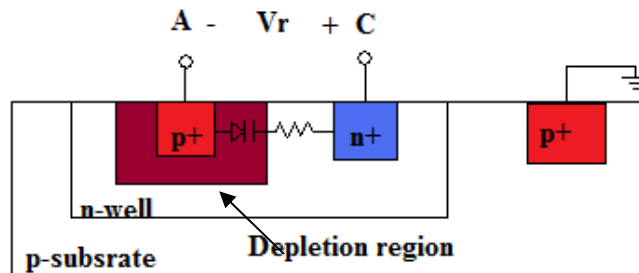 A - Vr + C
p+ n+ p+
n-well
Depletion region
p-subsrate